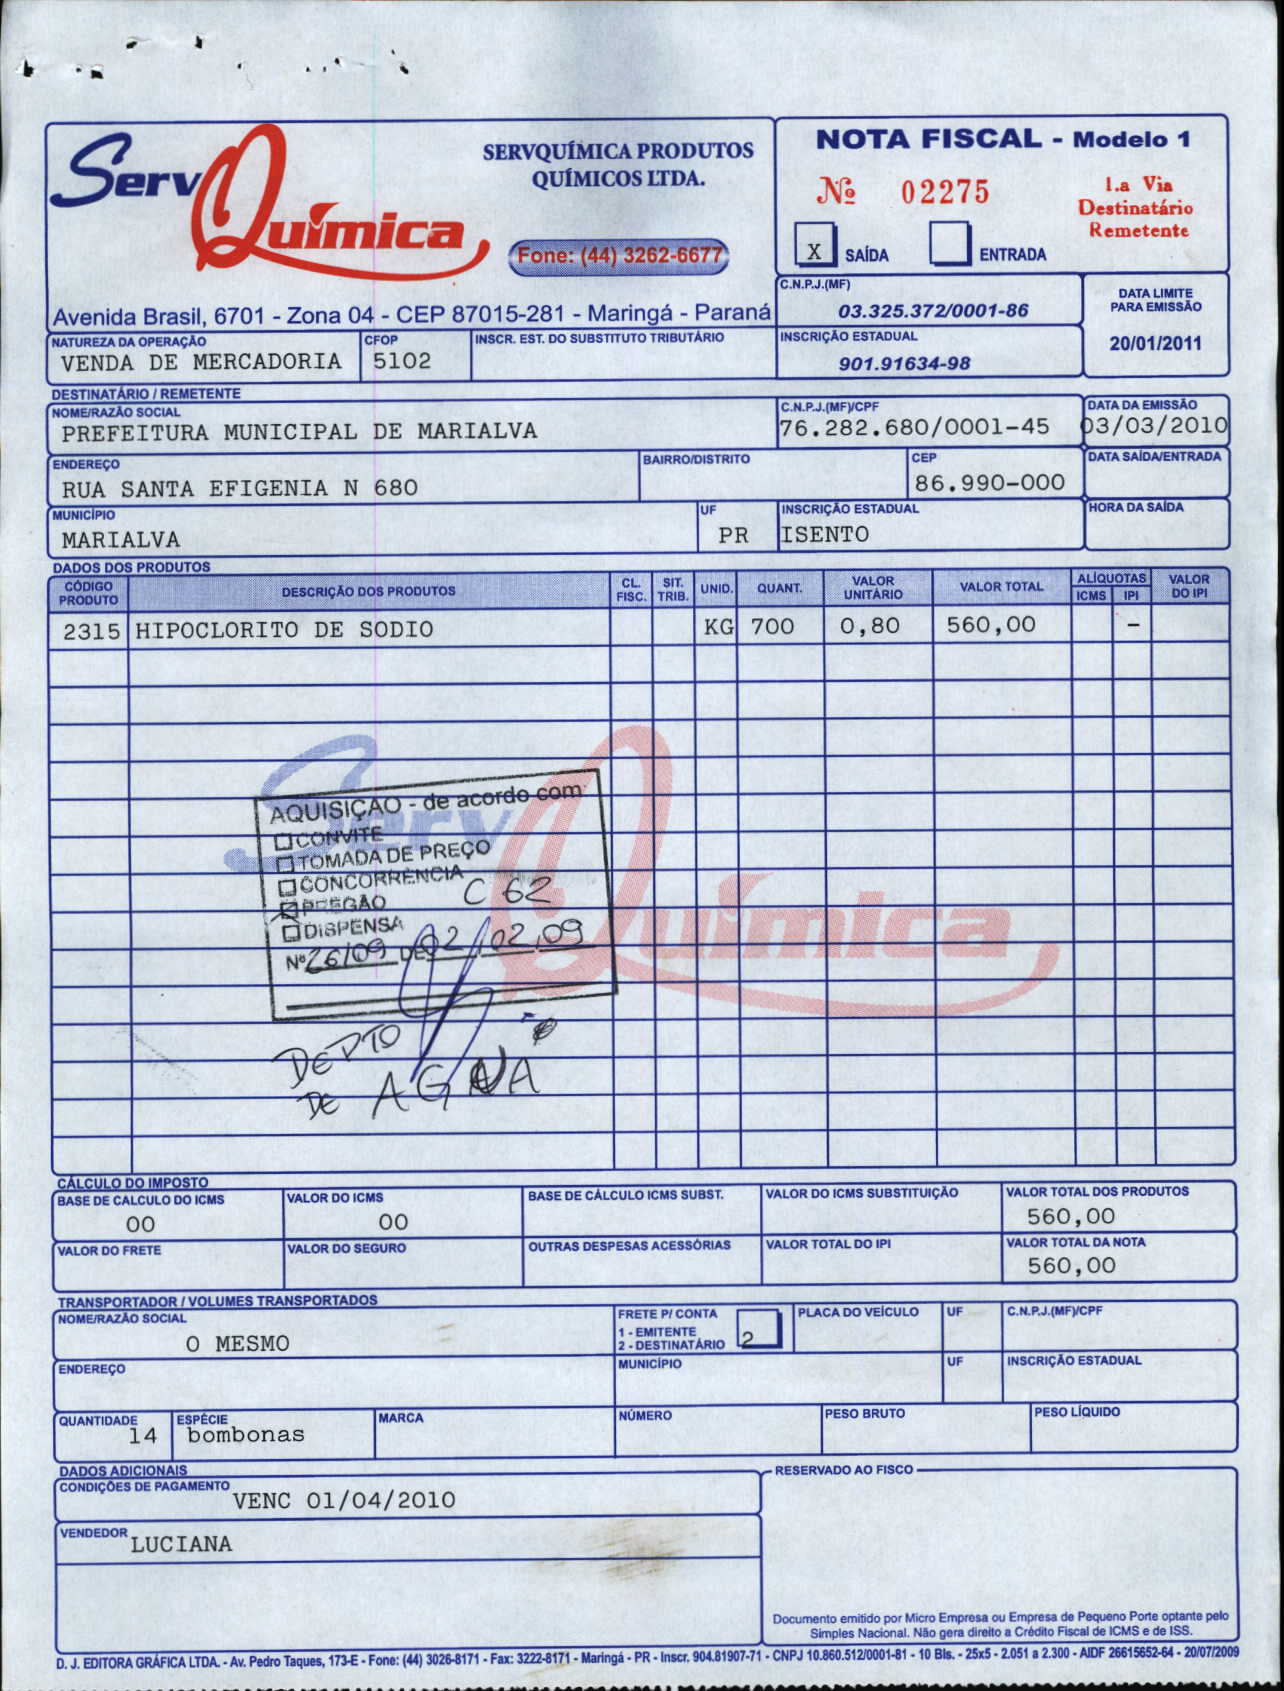 Serv Química
SERVQUÍMICA PRODUTOS
QUÍMICOS LTDA.
Fone: (44) 3262-6677
Avenida Brasil, 6701 - Zona 04 - CEP 87015-281 - Maringá - Paraná
NOTA FISCAL - Modelo 1
Nº 02275
1.a Via
Destinatário
Remetente
X SAÍDA ENTRADA
C.N.P.J.(MF)
03.325.372/0001-86
INSCRIÇÃO ESTADUAL
901.91634-98
DATA LIMITE
PARA EMISSÃO
20/01/2011
NATUREZA DA OPERAÇÃO CFOP INSCR. EST. DO SUBSTITUTO TRIBUTÁRIO
VENDA DE MERCADORIA 5102
DESTINATÁRIO / REMETENTE
NOME/RAZÃO SOCIAL C.N.P.J.(MF)/CPF DATA DA EMISSÃO
PREFEITURA MUNICIPAL DE MARIALVA 76.282.680/0001-45 03/03/2010
ENDEREÇO BAIRRO/DISTRITO CEP DATA SAÍDA/ENTRADA
RUA SANTA EFIGENIA N 680 86.990-000
MUNICÍPIO UF INSCRIÇÃO ESTADUAL HORA DA SAÍDA
MARIALVA PR ISENTO
DADOS DOS PRODUTOS
CÓDIGO PRODUTO DESCRIÇÃO DOS PRODUTOS CL. FISC. SIT. TRIB. UNID. QUANT. VALOR UNITÁRIO VALOR TOTAL ALÍQUOTAS ICMS IPI VALOR DO IPI
2315 HIPOCLORITO DE SODIO KG 700 0,80 560,00 -
Serv Química
AQUISIÇÃO - de acordo com:
CONVITE
TOMADA DE PREÇO
CONCORRÊNCIA
X PREGÃO C 62
DISPENSA
Nº 26/09 DE 02/02/09
DEPTO
DE AGUA
CÁLCULO DO IMPOSTO
BASE DE CALCULO DO ICMS VALOR DO ICMS BASE DE CÁLCULO ICMS SUBST. VALOR DO ICMS SUBSTITUIÇÃO VALOR TOTAL DOS PRODUTOS
00 00 560,00
VALOR DO FRETE VALOR DO SEGURO OUTRAS DESPESAS ACESSÓRIAS VALOR TOTAL DO IPI VALOR TOTAL DA NOTA
560,00
TRANSPORTADOR / VOLUMES TRANSPORTADOS
NOME/RAZÃO SOCIAL FRETE P/ CONTA PLACA DO VEÍCULO UF C.N.P.J.(MF)/CPF
O MESMO 1 - EMITENTE
2 - DESTINATÁRIO 2
ENDEREÇO MUNICÍPIO UF INSCRIÇÃO ESTADUAL
QUANTIDADE ESPÉCIE MARCA NÚMERO PESO BRUTO PESO LÍQUIDO
14 bombonas
DADOS ADICIONAIS
CONDIÇÕES DE PAGAMENTO VENC 01/04/2010
VENDEDOR LUCIANA
RESERVADO AO FISCO
Documento emitido por Micro Empresa ou Empresa de Pequeno Porte optante pelo
Simples Nacional. Não gera direito a Crédito Fiscal de ICMS e de ISS.
D. J. EDITORA GRÁFICA LTDA. - Av. Pedro Taques, 173-E - Fone: (44) 3026-8171 - Fax: 3222-8171 - Maringá - PR - Inscr. 904.81907-71 - CNPJ 10.860.512/0001-81 - 10 Bls. - 25x5 - 2.051 a 2.300 - AIDF 26615652-64 - 20/07/2009